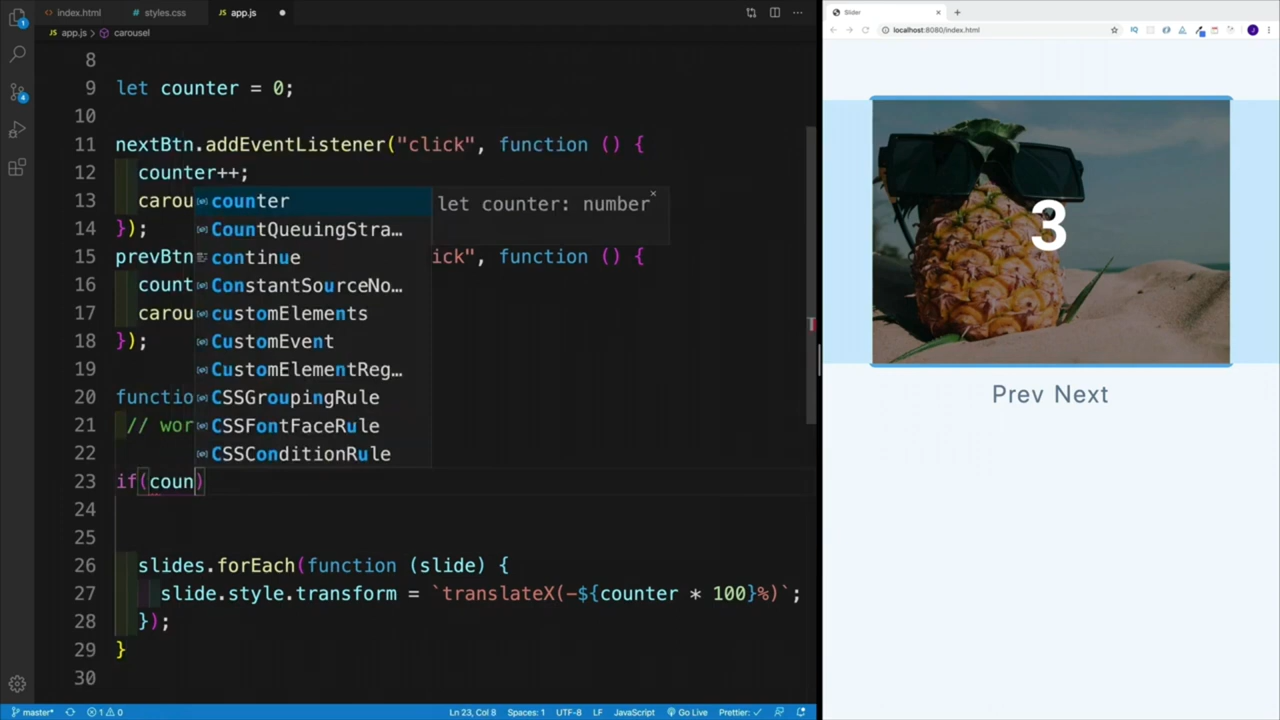 index.html
styles.css
app.js
app.js
carousel
8
9 let counter = 0;
10
11 nextBtn.addEventListener("click", function () {
12 counter++;
13 carou
14 });
15 prevBtn ick", function () {
16 count
17 carou
18 });
19
20 functio
21 // wor
22
23 if(coun)
24
25
26 slides.forEach(function (slide) {
27 slide.style.transform = `translateX(-${counter * 100}%)`;
28 });
29 }
30
counter
CountQueuingStra...
continue
ConstantSourceNo...
customElements
CustomEvent
CustomElementReg...
CSSGroupingRule
CSSFontFaceRule
CSSConditionRule
let counter: number
1
4
master*
1 0
Ln 23, Col 8
Spaces: 1
UTF-8
LF
JavaScript
Go Live
Prettier: ✓
Slider
localhost:8080/index.html
J
3
Prev Next